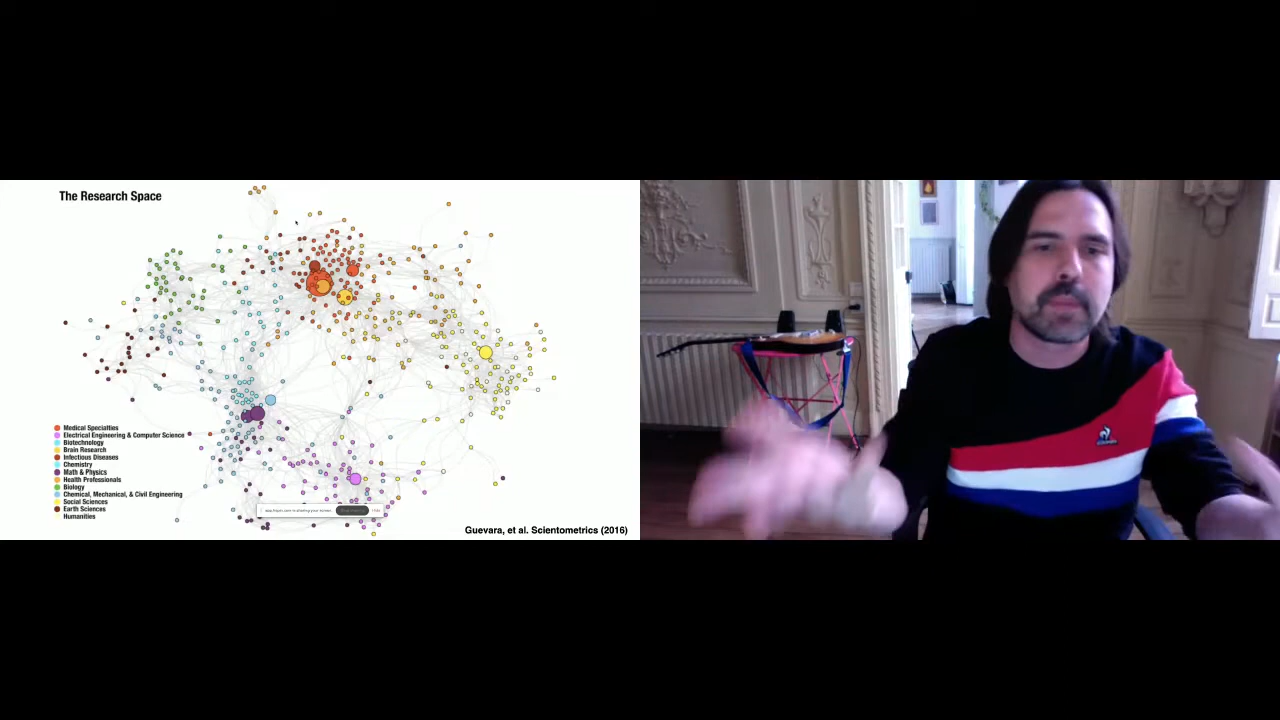 The Research Space
Medical Specialties
Electrical Engineering & Computer Science
Biotechnology
Brain Research
Infectious Diseases
Chemistry
Math & Physics
Health Professionals
Biology
Chemical, Mechanical, & Civil Engineering
Social Sciences
Earth Sciences
Humanities
Guevara, et al. Scientometrics (2016)